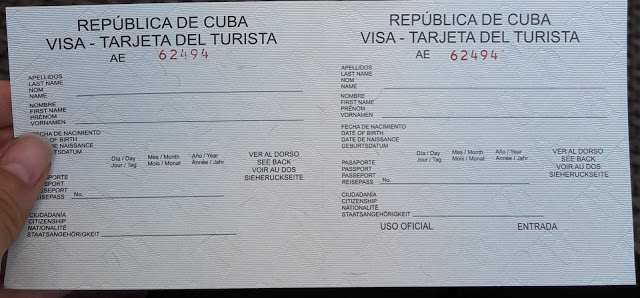 REPÚBLICA DE CUBA
VISA - TARJETA DEL TURISTA
AE 62494
APELLIDOS
LAST NAME
NOM
NAME
NOMBRE
FIRST NAME
PRÉNOM
VORNAMEN
FECHA DE NACIMIENTO
DATE OF BIRTH
DATE DE NAISSANCE
GEBURTSDATUM
Día / Day Mes / Month Año / Year
Jour / Tag Mois / Monat Année / Jahr
VER AL DORSO
SEE BACK
VOIR AU DOS
SIEHERUCKSEITE
PASAPORTE
PASSPORT
PASSEPORT
REISEPASS No.
CIUDADANÍA
CITIZENSHIP
NATIONALITÉ
STAATSANGEHÖRIGKEIT
REPÚBLICA DE CUBA
VISA - TARJETA DEL TURISTA
AE 62494
APELLIDOS
LAST NAME
NOM
NAME
NOMBRE
FIRST NAME
PRÉNOM
VORNAMEN
FECHA DE NACIMIENTO
DATE OF BIRTH
DATE DE NAISSANCE
GEBURTSDATUM
Día / Day Mes / Month Año / Year
Jour / Tag Mois / Monat Année / Jahr
VER AL DORSO
SEE BACK
VOIR AU DOS
SIEHERUCKSEITE
PASAPORTE
PASSPORT
PASSEPORT
REISEPASS No.
CIUDADANÍA
CITIZENSHIP
NATIONALITÉ
STAATSANGEHÖRIGKEIT
USO OFICIAL ENTRADA